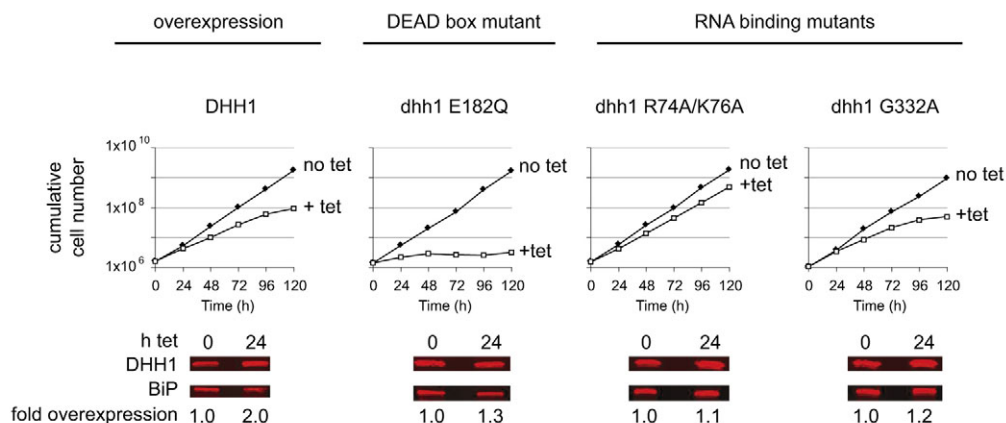 overexpression DEAD box mutant RNA binding mutants
DHH1 dhh1 E182Q dhh1 R74A/K76A dhh1 G332A
cumulative
cell number
1x10 10
1x10 8
1x10 6
no tet
+ tet
0 24 48 72 96 120
Time (h)
no tet
+tet
0 24 48 72 96 120
Time (h)
no tet
+tet
0 24 48 72 96 120
Time (h)
no tet
+tet
0 24 48 72 96 120
Time (h)
h tet 0 24 0 24 0 24 0 24
DHH1
BiP
fold overexpression 1.0 2.0 1.0 1.3 1.0 1.1 1.0 1.2